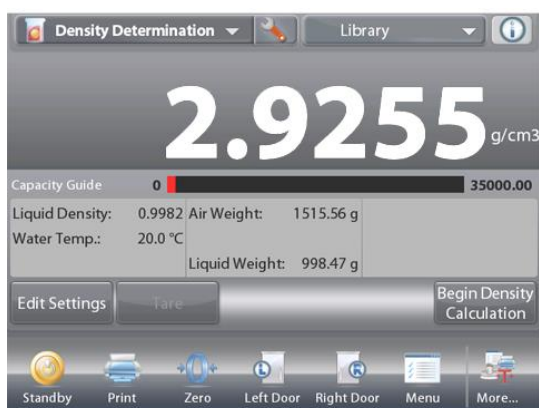 Density Determination Library
2.9255 g/cm3
Capacity Guide 0 35000.00
Liquid Density: 0.9982 Air Weight: 1515.56 g
Water Temp.: 20.0 °C
Liquid Weight: 998.47 g
Edit Settings Tare Begin Density
Calculation
L R
Standby Print Zero Left Door Right Door Menu More...